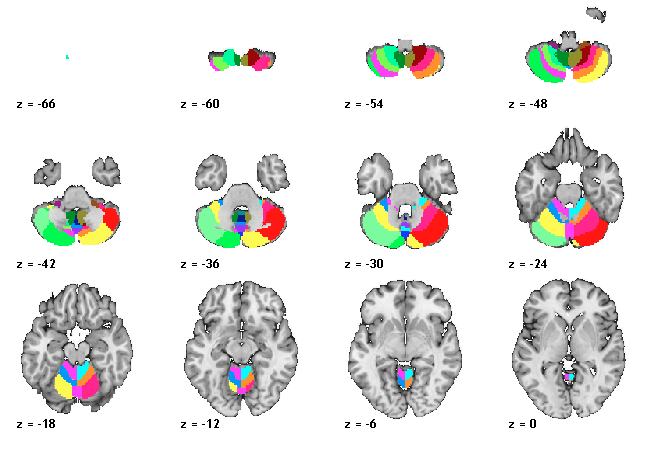 z = -66
z = -60
z = -54
z = -48
z = -42
z = -36
z = -30
z = -24
z = -18
z = -12
z = -6
z = 0